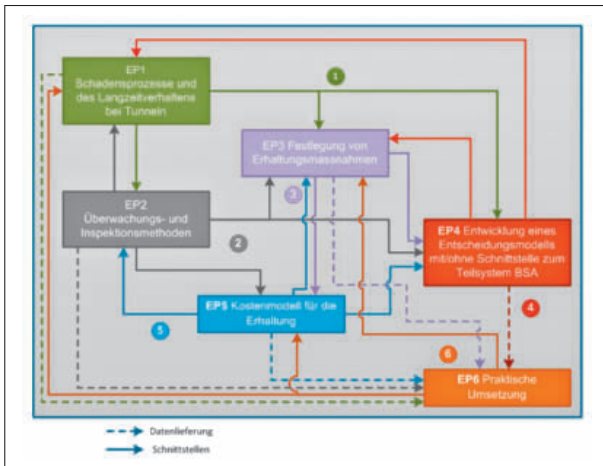 EP1
Schadensprozesse und
des Langzeitverhaltens
bei Tunneln
1
EP3 Festlegung von
Erhaltungsmassnahmen
3
EP2
Überwachungs- und
Inspektionsmethoden
2
EP4 Entwicklung eines
Entscheidungsmodells
mit/ohne Schnittstelle zum
Teilsystem BSA
4
EP5 Kostenmodell für die
Erhaltung
5
6
EP6 Praktische
Umsetzung
Datenlieferung
Schnittstellen